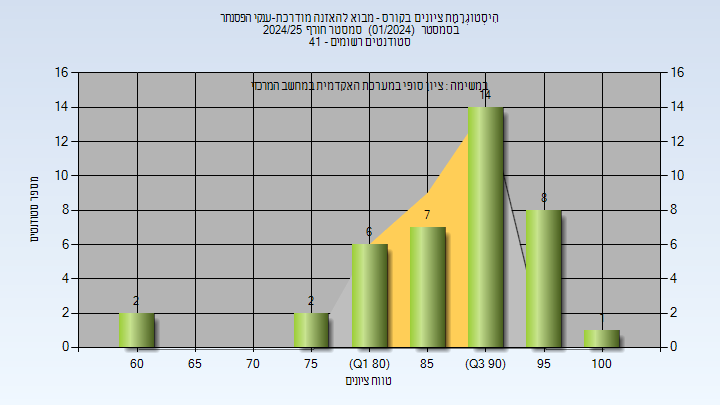 היסטוגרמת ציונים בקורס - מבוא להאזנה מודרכת-ענקי הפסנתר
בסמסטר (01/2024) סמסטר חורף 2024/25
סטודנטים רשומים - 41
במשימה : ציון סופי במערכת האקדמית במחשב המרכזי
16 16
14 14
12 12
10 10
8 8
6 6
4 4
2 2
0 0
2 2 6 7 14 8
60 65 70 75 (Q1 80) 85 (Q3 90) 95 100
מספר סטודנטים
טווח ציונים